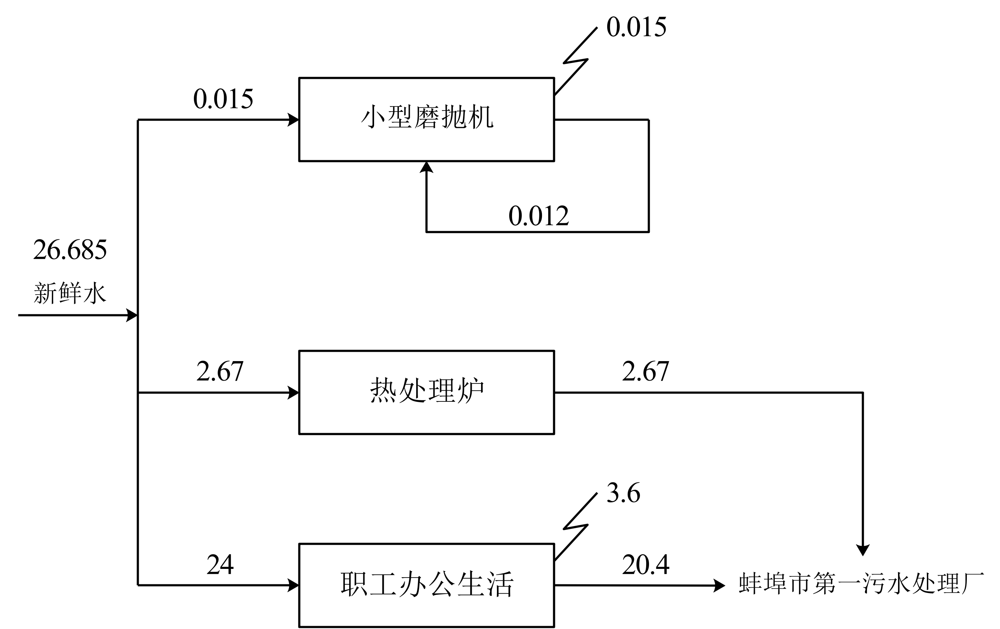 0.015
0.015
小型磨抛机
0.012
26.685
新鲜水
2.67
2.67
热处理炉
3.6
24
20.4
职工办公生活
蚌埠市第一污水处理厂